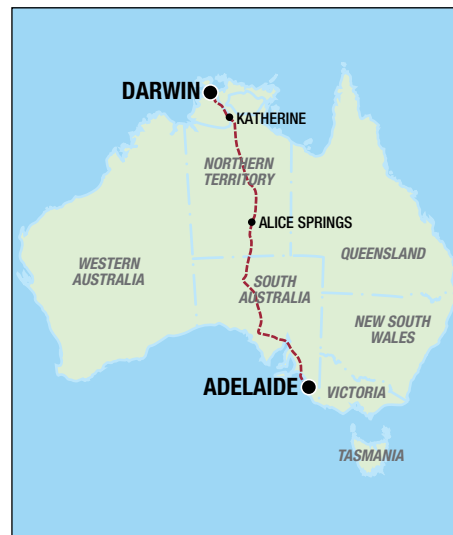 DARWIN
KATHERINE
NORTHERN
TERRITORY
ALICE SPRINGS
QUEENSLAND
WESTERN
AUSTRALIA
SOUTH
AUSTRALIA
NEW SOUTH
WALES
ADELAIDE
VICTORIA
TASMANIA